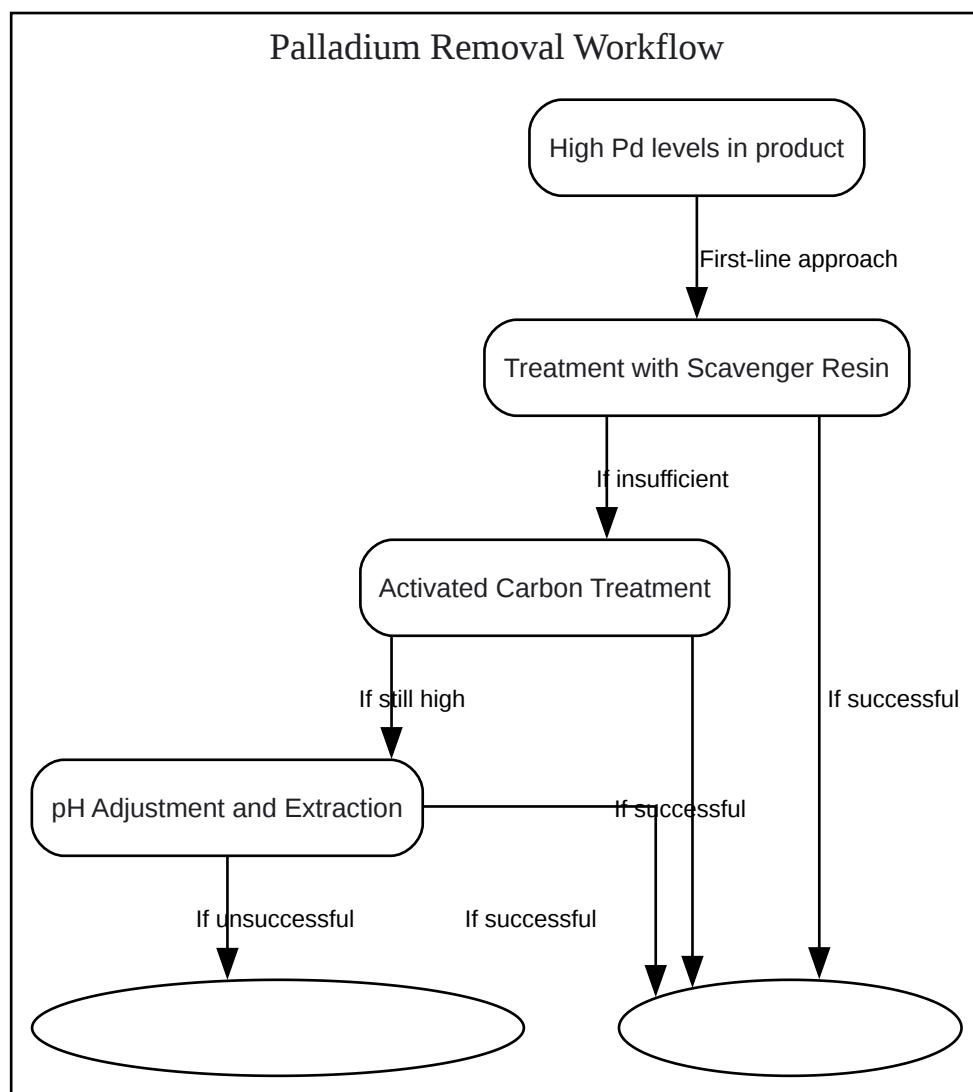 Palladium Removal Workflow
High Pd levels in product
First-line approach
Treatment with Scavenger Resin
If insufficient
Activated Carbon Treatment
If still high
If successful
pH Adjustment and Extraction
If successful
If unsuccessful
If successful